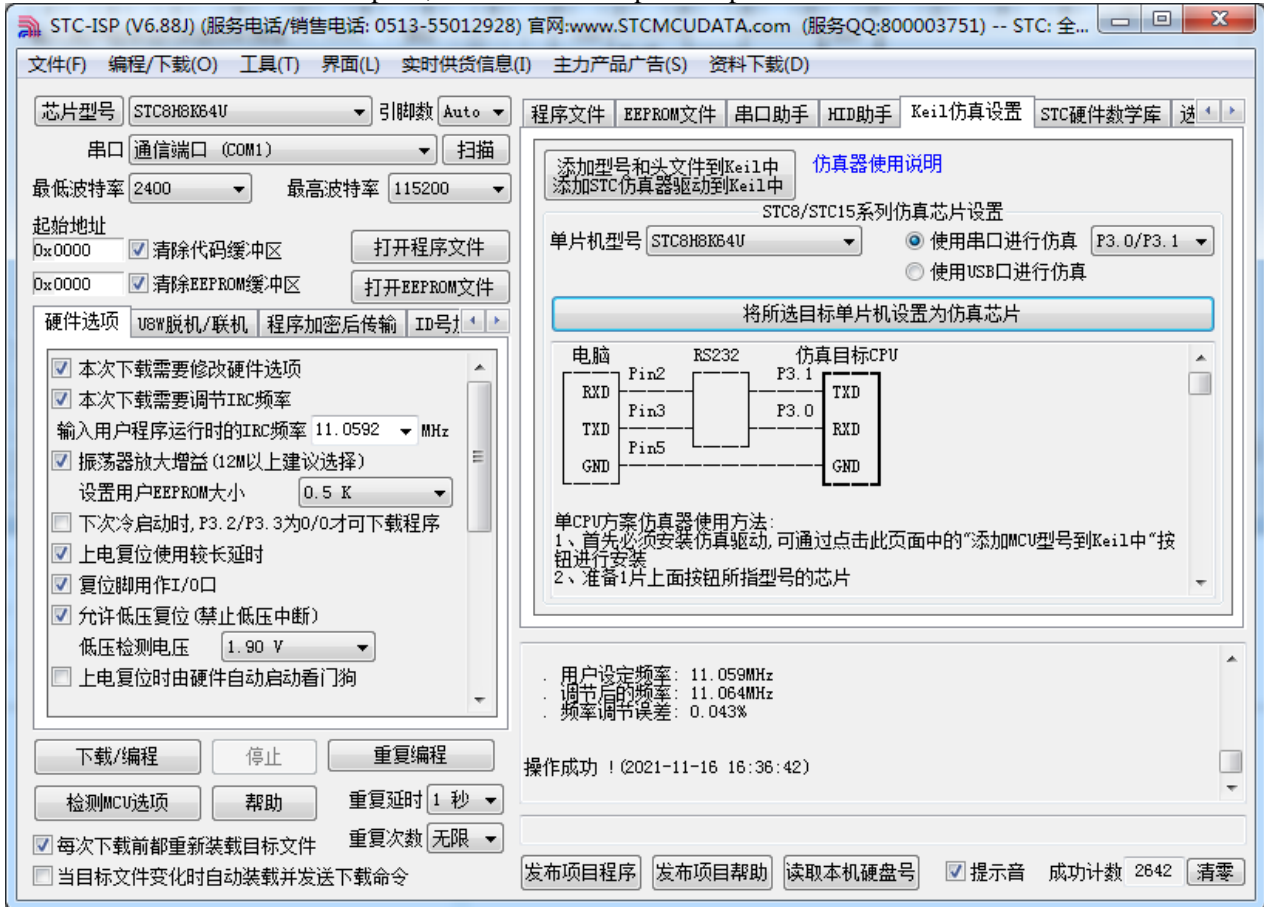 STC-ISP (V6.88J) (服务电话/销售电话: 0513-55012928) 官网:www.STCMCUDATA.com (服务QQ:800003751) -- STC: 全...
文件(F) 编程/下载(O) 工具(T) 界面(L) 实时供货信息(I) 主力产品广告(S) 资料下载(D)
芯片型号 STC8H8K64U 引脚数 Auto
串口 通信端口 (COM1) 扫描
最低波特率 2400 最高波特率 115200
起始地址
0x0000 清除代码缓冲区 打开程序文件
0x0000 清除EEPROM缓冲区 打开EEPROM文件
硬件选项 U8W脱机/联机 程序加密后传输 ID号
本次下载需要修改硬件选项
本次下载需要调节IRC频率
输入用户程序运行时的IRC频率 11.0592 MHz
振荡器放大增益(12M以上建议选择)
设置用户EEPROM大小 0.5 K
下次冷启动时, P3.2/P3.3为0/0才可下载程序
上电复位使用较长延时
复位脚用作I/O口
允许低压复位(禁止低压中断)
低压检测电压 1.90 V
上电复位时由硬件自动启动看门狗
下载/编程 停止 重复编程
检测MCU选项 帮助 重复延时 1 秒
每次下载前都重新装载目标文件 重复次数 无限
当目标文件变化时自动装载并发送下载命令
程序文件 EEPROM文件 串口助手 HID助手 Keil仿真设置 STC硬件数学库 选
添加型号和头文件到Keil中 仿真器使用说明
添加STC仿真器驱动到Keil中
STC8/STC15系列仿真芯片设置
单片机型号 STC8H8K64U 使用串口进行仿真 P3.0/P3.1
使用USB口进行仿真
将所选目标单片机设置为仿真芯片
电脑 RS232 仿真目标CPU
Pin2 P3.1
RXD TXD
Pin3 P3.0
TXD RXD
Pin5
GND GND
单CPU方案仿真器使用方法:
1、首先必须安装仿真驱动,可通过点击此页面中的"添加MCU型号到Keil中"按
钮进行安装
2、准备1片上面按钮所指型号的芯片
. 用户设定频率: 11.059MHz
. 调节后的频率: 11.064MHz
. 频率调节误差: 0.043%
操作成功 !(2021-11-16 16:36:42)
发布项目程序 发布项目帮助 读取本机硬盘号 提示音 成功计数 2642 清零